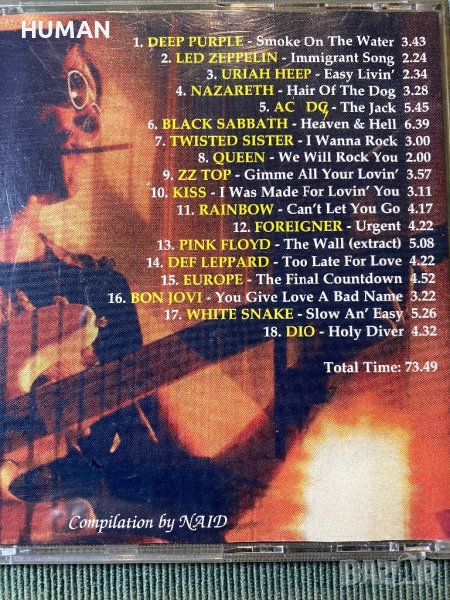 HUMAN
1. DEEP PURPLE - Smoke On The Water 3.43
2. LED ZEPPELIN - Immigrant Song 2.24
3. URIAH HEEP - Easy Livin' 2.34
4. NAZARETH - Hair Of The Dog 3.28
5. AC DC - The Jack 5.45
6. BLACK SABBATH - Heaven & Hell 6.39
7. TWISTED SISTER - I Wanna Rock 3.00
8. QUEEN - We Will Rock You 2.00
9. ZZ TOP - Gimme All Your Lovin' 3.57
10. KISS - I Was Made For Lovin' You 3.11
11. RAINBOW - Can't Let You Go 4.17
12. FOREIGNER - Urgent 4.22
13. PINK FLOYD - The Wall (extract) 5.08
14. DEF LEPPARD - Too Late For Love 4.22
15. EUROPE - The Final Countdown 4.52
16. BON JOVI - You Give Love A Bad Name 3.22
17. WHITE SNAKE - Slow An' Easy 5.26
18. DIO - Holy Diver 4.32
Total Time: 73.49
Compilation by NAID